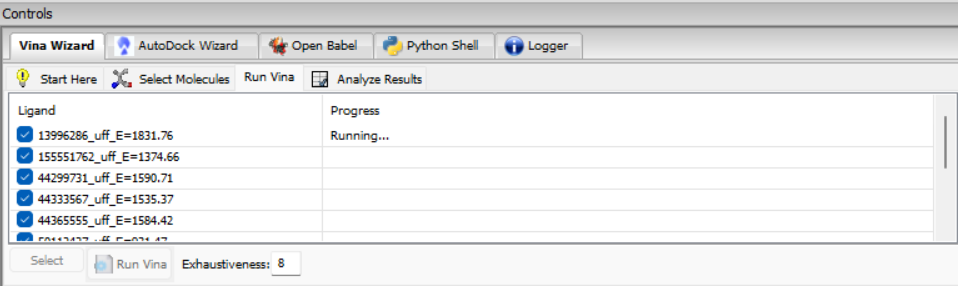 Controls
Vina Wizard AutoDock Wizard Open Babel Python Shell Logger
Start Here Select Molecules Run Vina Analyze Results
Ligand Progress
13996286_uff_E=1831.76 Running...
155551762_uff_E=1374.66
44299731_uff_E=1590.71
44333567_uff_E=1535.37
44365555_uff_E=1584.42
Select Run Vina Exhaustiveness: 8